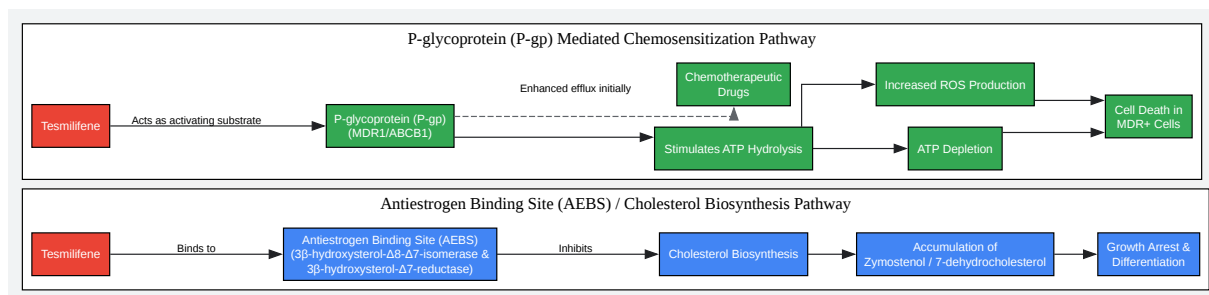 P-glycoprotein (P-gp) Mediated Chemosensitization Pathway
Tesmilifene
Acts as activating substrate
P-glycoprotein (P-gp)
(MDR1/ABCB1)
Enhanced efflux initially
Chemotherapeutic
Drugs
Stimulates ATP Hydrolysis
Increased ROS Production
ATP Depletion
Cell Death in
MDR+ Cells
Antiestrogen Binding Site (AEBS) / Cholesterol Biosynthesis Pathway
Tesmilifene
Binds to
Antiestrogen Binding Site (AEBS)
(3β-hydroxysterol-Δ8-Δ7-isomerase &
3β-hydroxysterol-Δ7-reductase)
Inhibits
Cholesterol Biosynthesis
Accumulation of
Zymostenol / 7-dehydrocholesterol
Growth Arrest &
Differentiation